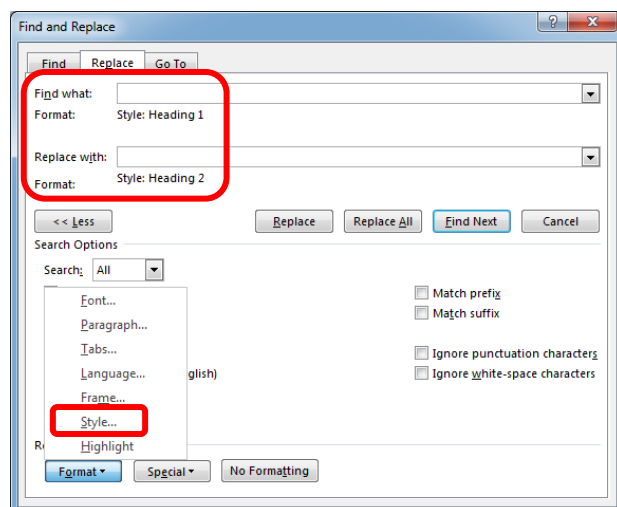 Find and Replace
Find Replace Go To
Find what:
Format: Style: Heading 1
Replace with:
Format: Style: Heading 2
<< Less Replace Replace All Find Next Cancel
Search Options
Search: All
Match prefix
Font...
Match suffix
Paragraph...
Tabs...
Ignore punctuation characters
Language... glish)
Ignore white-space characters
Frame...
Style...
Highlight
Format Special No Formatting